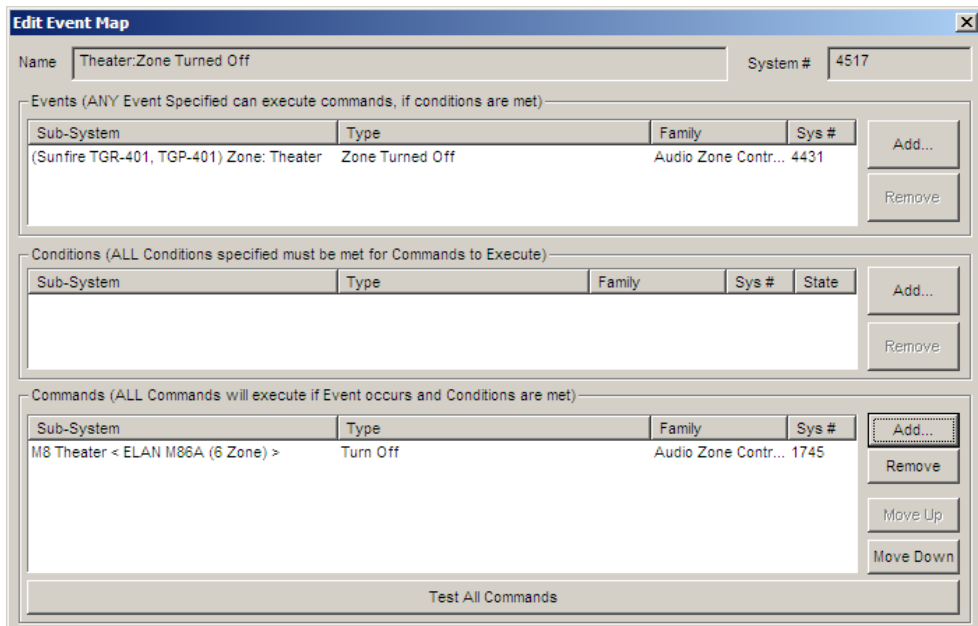 Edit Event Map
Name Theater:Zone Turned Off System # 4517
Events (ANY Event Specified can execute commands, if conditions are met)
Sub-System Type Family Sys #
(Sunfire TGR-401, TGP-401) Zone: Theater Zone Turned Off Audio Zone Contr... 4431
Add...
Remove
Conditions (ALL Conditions specified must be met for Commands to Execute)
Sub-System Type Family Sys # State
Add...
Remove
Commands (ALL Commands will execute if Event occurs and Conditions are met)
Sub-System Type Family Sys #
M8 Theater < ELAN M86A (6 Zone) > Turn Off Audio Zone Contr... 1745
Add...
Remove
Move Up
Move Down
Test All Commands